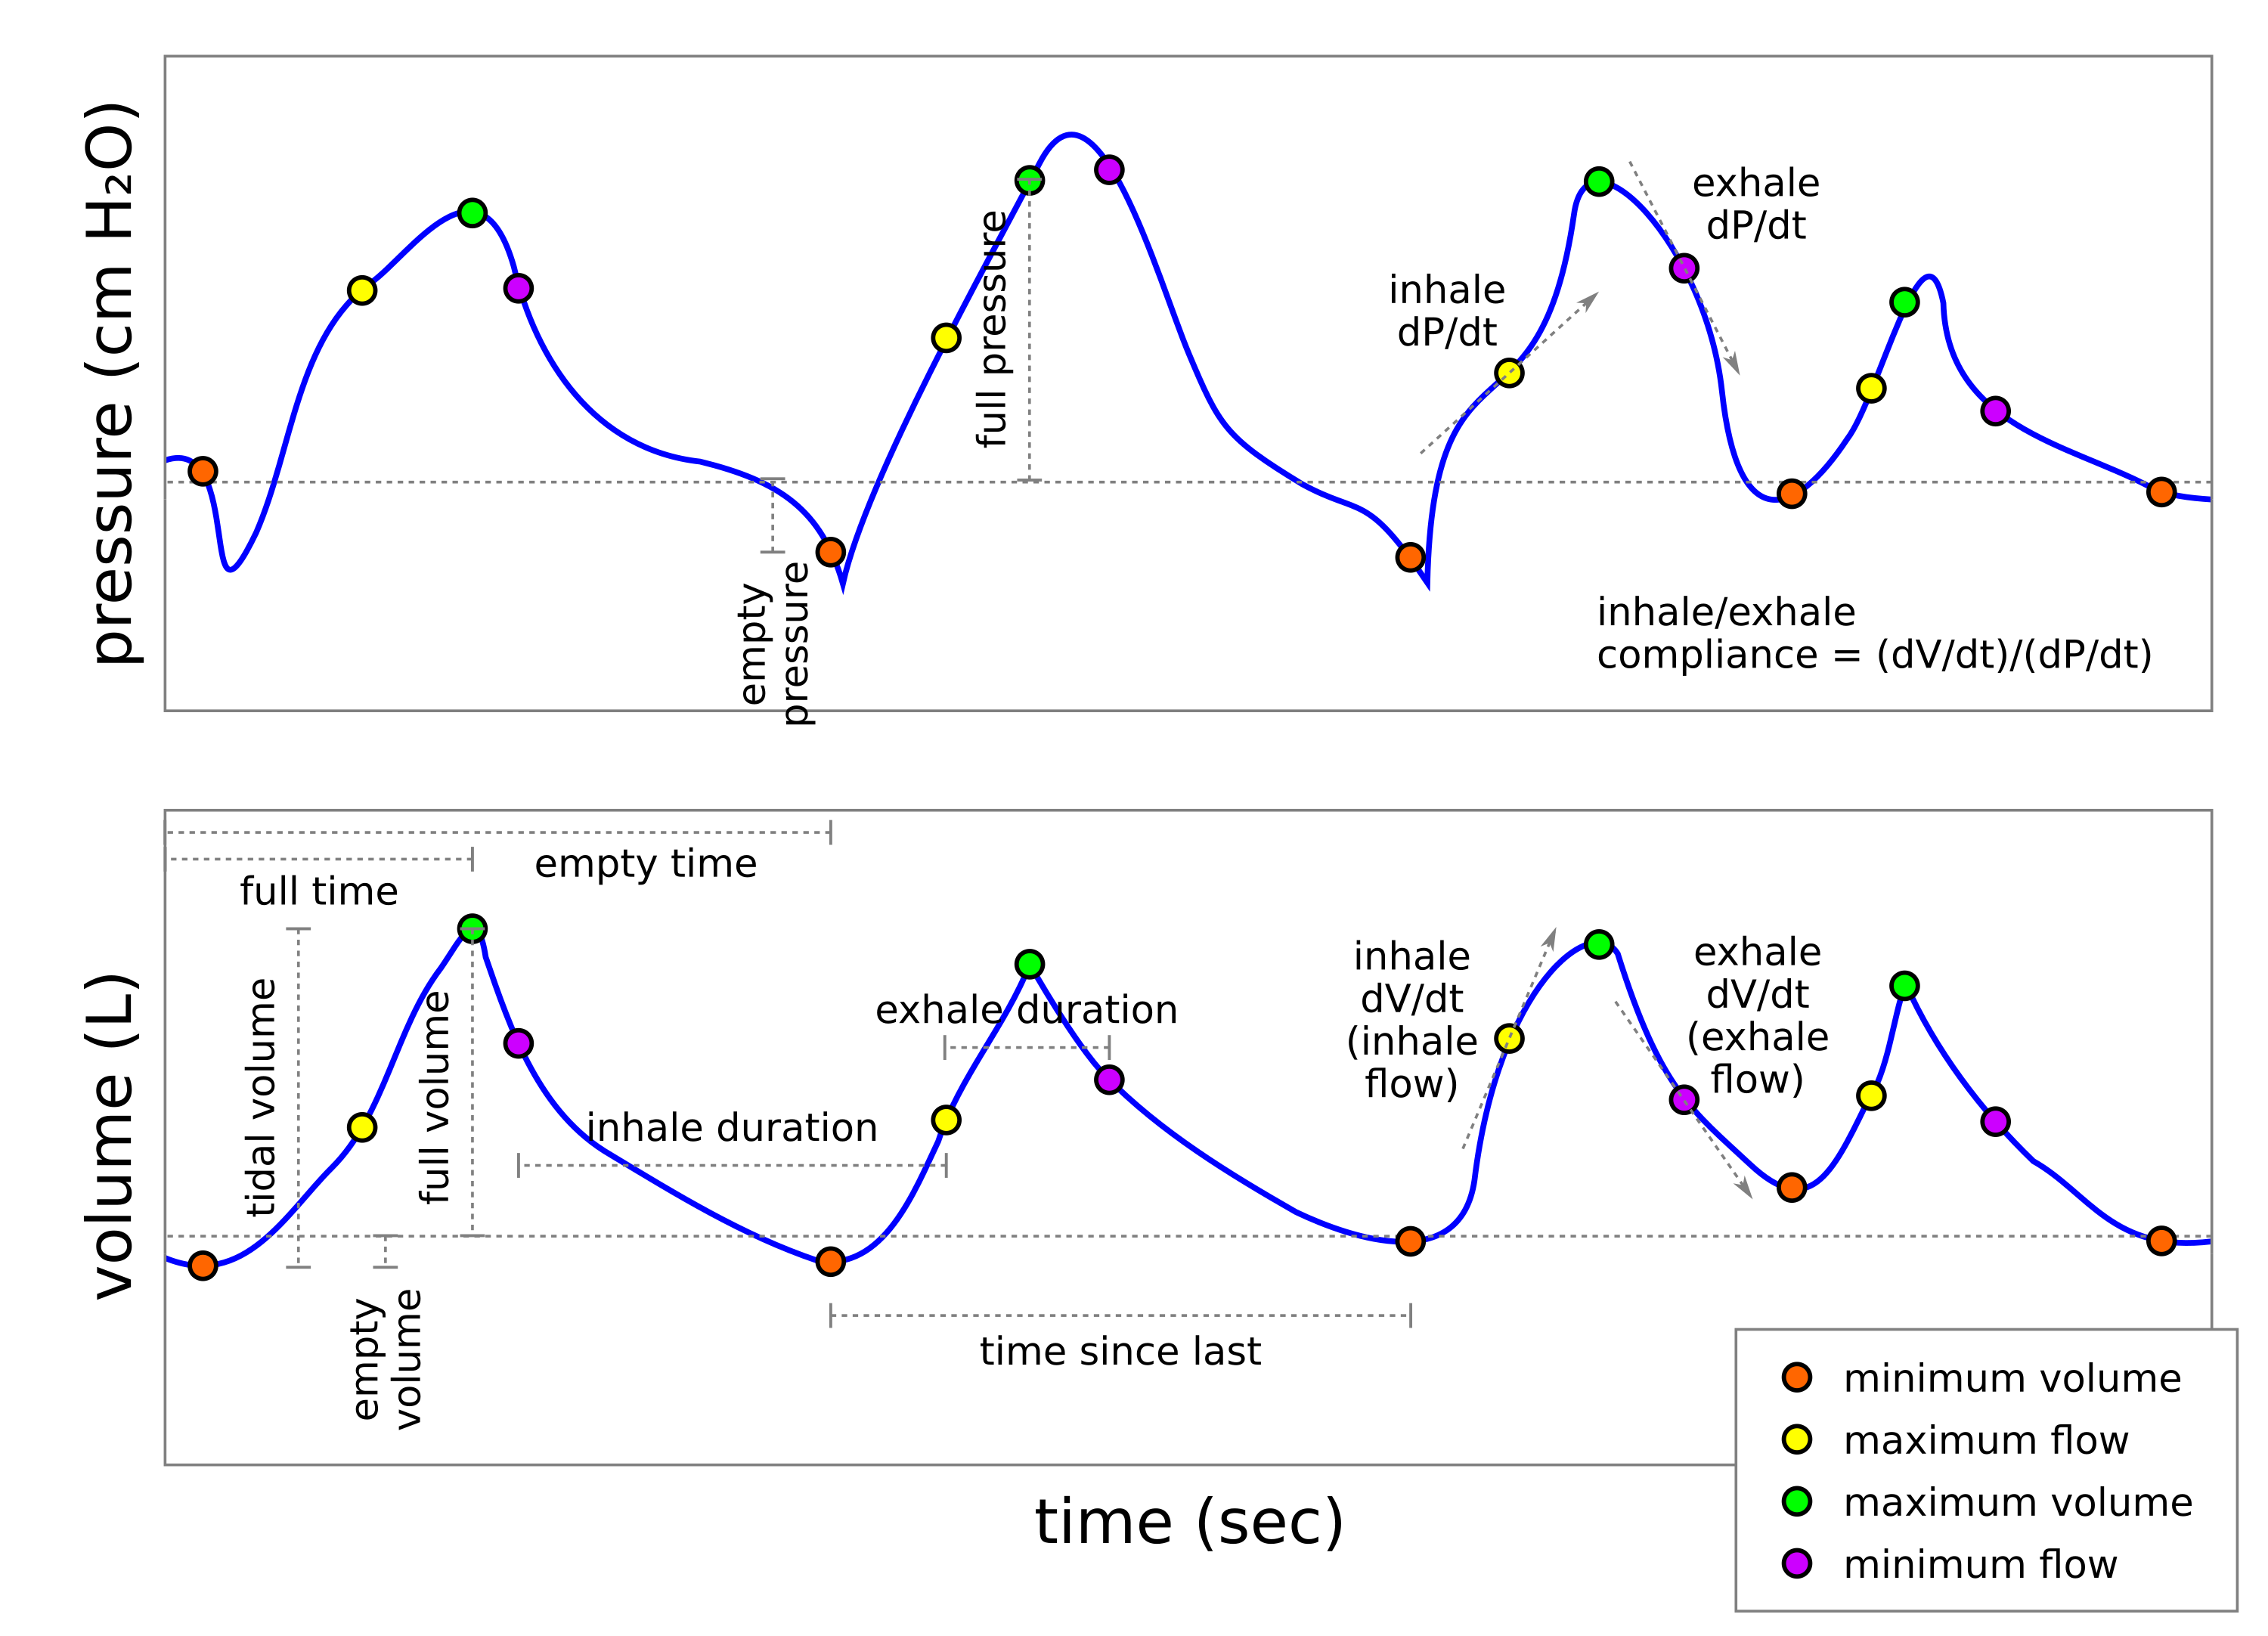 pressure (cm H₂O)
full pressure
empty
pressure
inhale
dP/dt
exhale
dP/dt
inhale/exhale
compliance = (dV/dt)/(dP/dt)
volume (L)
empty time
full time
tidal volume
full volume
empty
volume
inhale duration
exhale duration
time since last
inhale
dV/dt
(inhale
flow)
exhale
dV/dt
(exhale
flow)
time (sec)
minimum volume
maximum flow
maximum volume
minimum flow